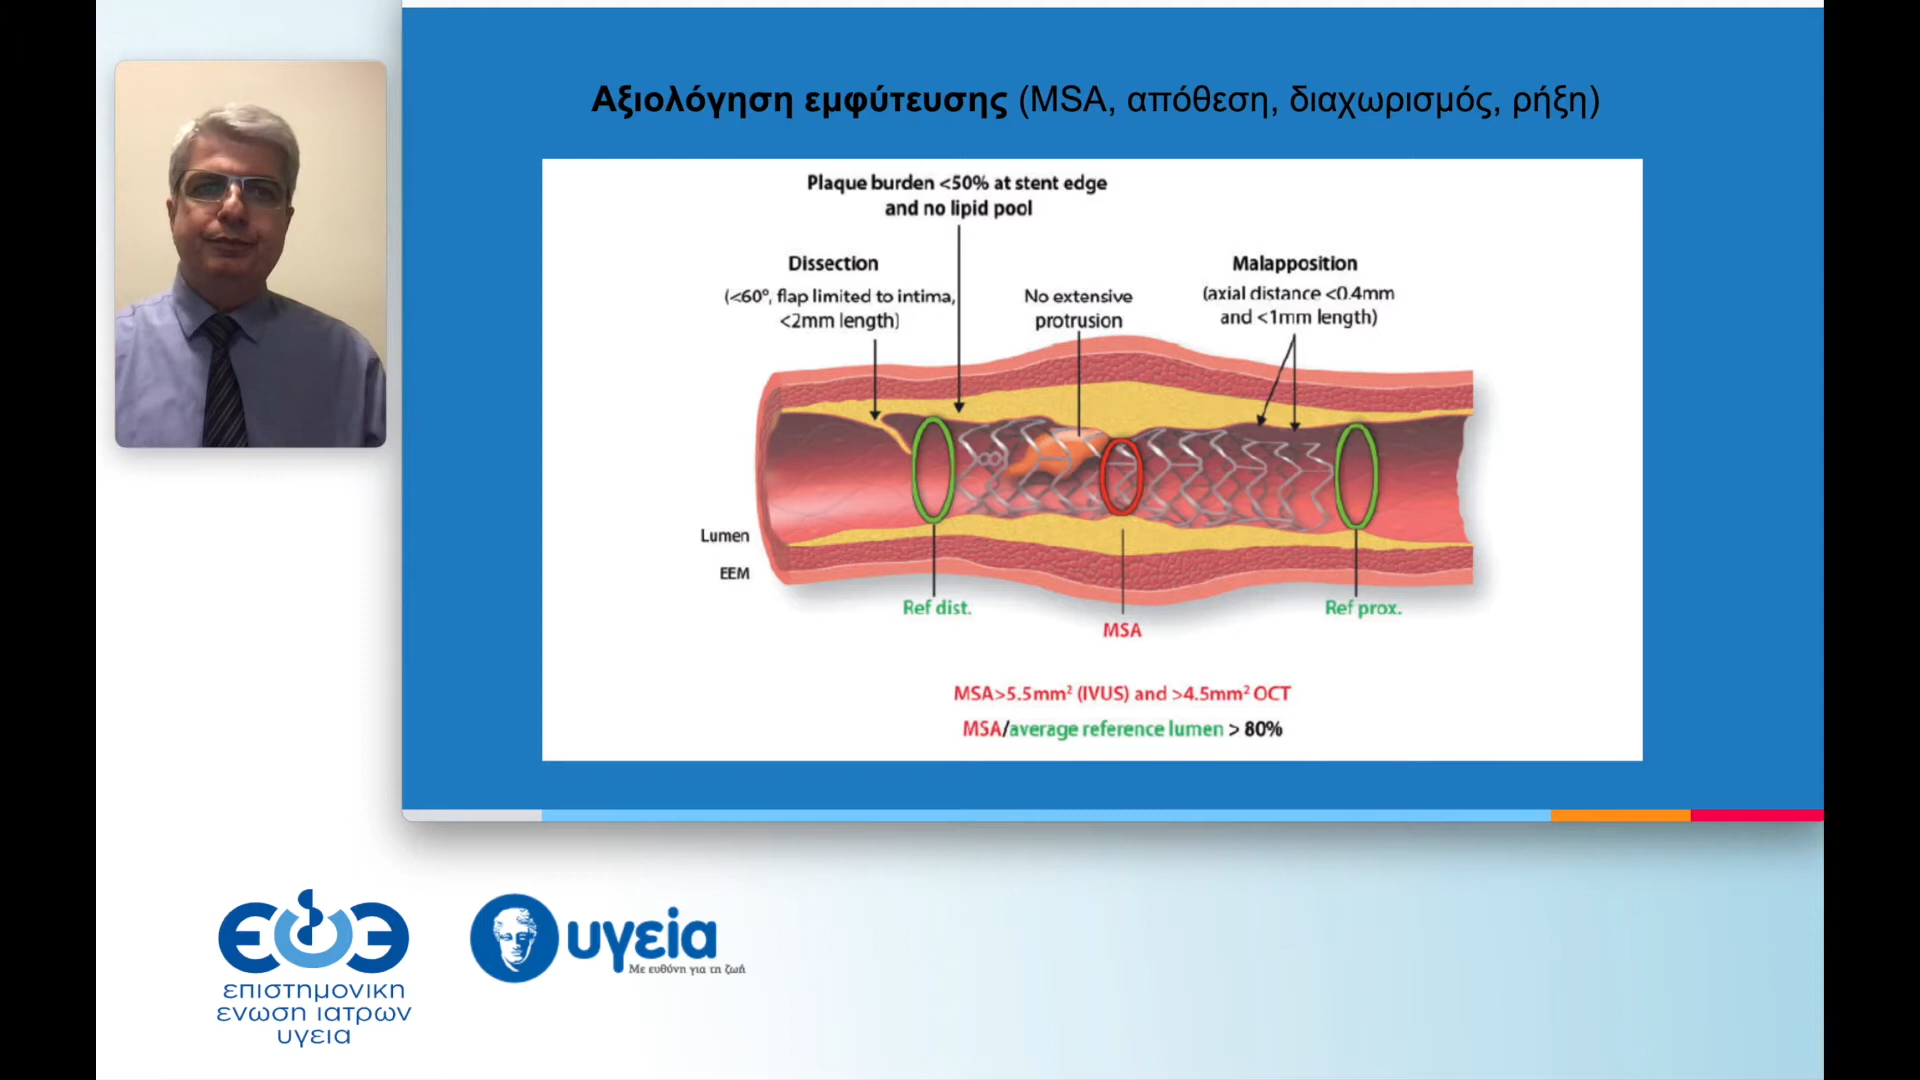 Αξιολόγηση εμφύτευσης (MSA, απόθεση, διαχωρισμός, ρήξη)
Plaque burden <50% at stent edge
and no lipid pool
Dissection
(<60°, flap limited to intima,
<2mm length)
No extensive
protrusion
Malapposition
(axial distance <0.4mm
and <1mm length)
Lumen
EEM
Ref dist.
MSA
Ref prox.
MSA>5.5mm² (IVUS) and >4.5mm² OCT
MSA/average reference lumen > 80%
επιστημονικη
ενωση ιατρων
υγεια
υγεία
Με ευθύνη για τη ζωή